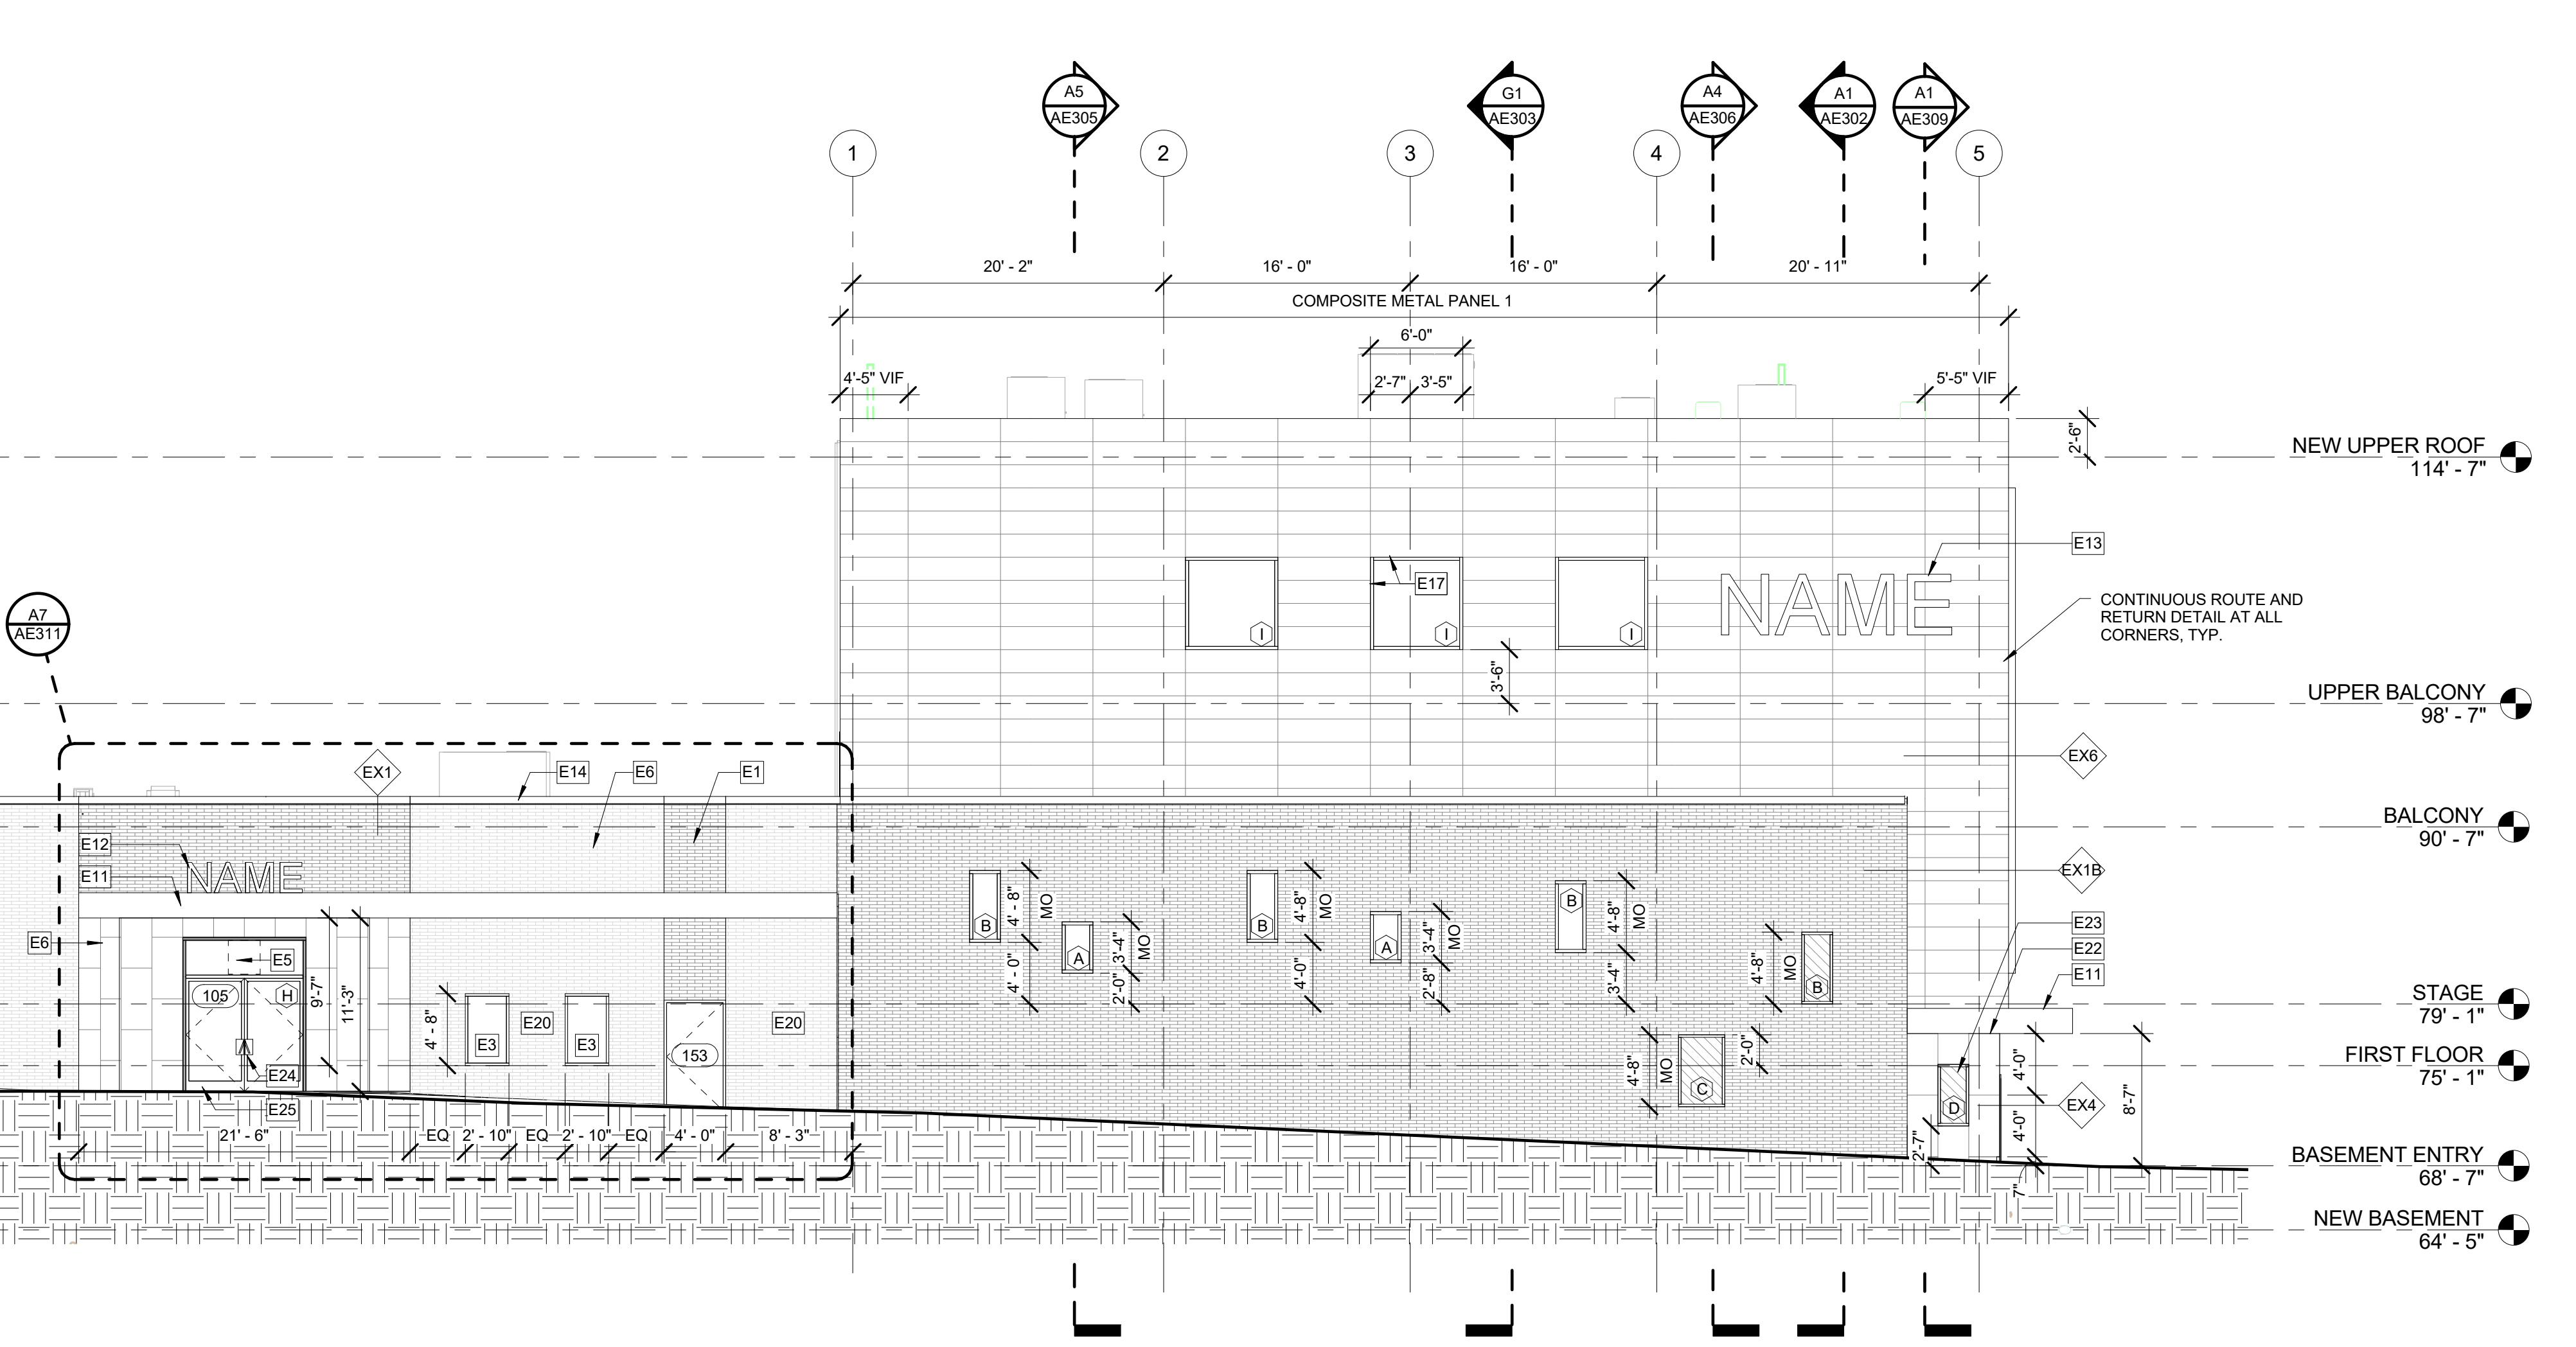 A5
AE305
G1
AE303
A4
AE306
A1
AE302
A1
AE309
1
2
3
4
5
20' - 2"
16' - 0"
16' - 0"
20' - 11"
COMPOSITE METAL PANEL 1
6'-0"
4'-5" VIF
2'-7"
3'-5"
5'-5" VIF
2'-6"
NEW UPPER ROOF
114' - 7"
E13
E17
NAME
I
I
I
CONTINUOUS ROUTE AND
RETURN DETAIL AT ALL
CORNERS, TYP.
A7
AE311
3'-6"
UPPER BALCONY
98' - 7"
EX6
EX1
E14
E6
E1
BALCONY
90' - 7"
E12
E11
NAME
EX1B
B
4' - 8"
MO
4' - 0"
A
3'-4"
MO
2'-0"
B
4'-8"
MO
4'-0"
A
3'-4"
MO
2'-8"
B
4'-8"
MO
3'-4"
4'-8"
MO
B
E23
E22
E11
E6
E5
105
H
9'-7"
11'-3"
STAGE
79' - 1"
4' - 8"
E3
E20
E3
153
E20
4'-8"
MO
C
2'-0"
FIRST FLOOR
75' - 1"
E24
E25
D
4'-0"
4'-0"
EX4
8'-7"
2'-7"
7"
21' - 6"
EQ
2' - 10"
EQ
2' - 10"
EQ
4' - 0"
8' - 3"
BASEMENT ENTRY
68' - 7"
NEW BASEMENT
64' - 5"